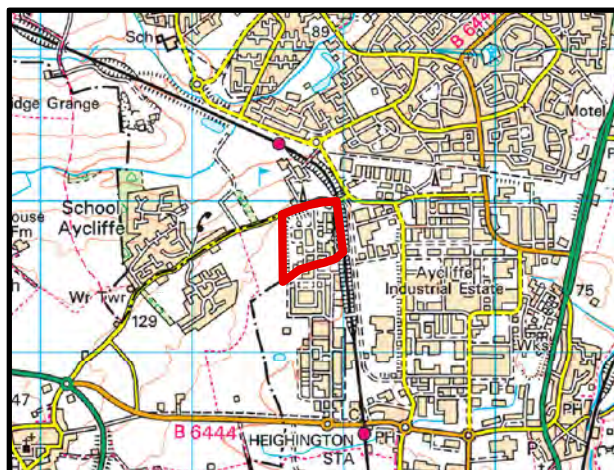 Sch
89
B 6444
idge Grange
Motel
School
Aycliffe
ouse
Fm
Wr Twr
129
Aycliffe
Industrial Estate
75
Wks
47
B 6444
LC
HEIGHINGTON
STA
PH
PH